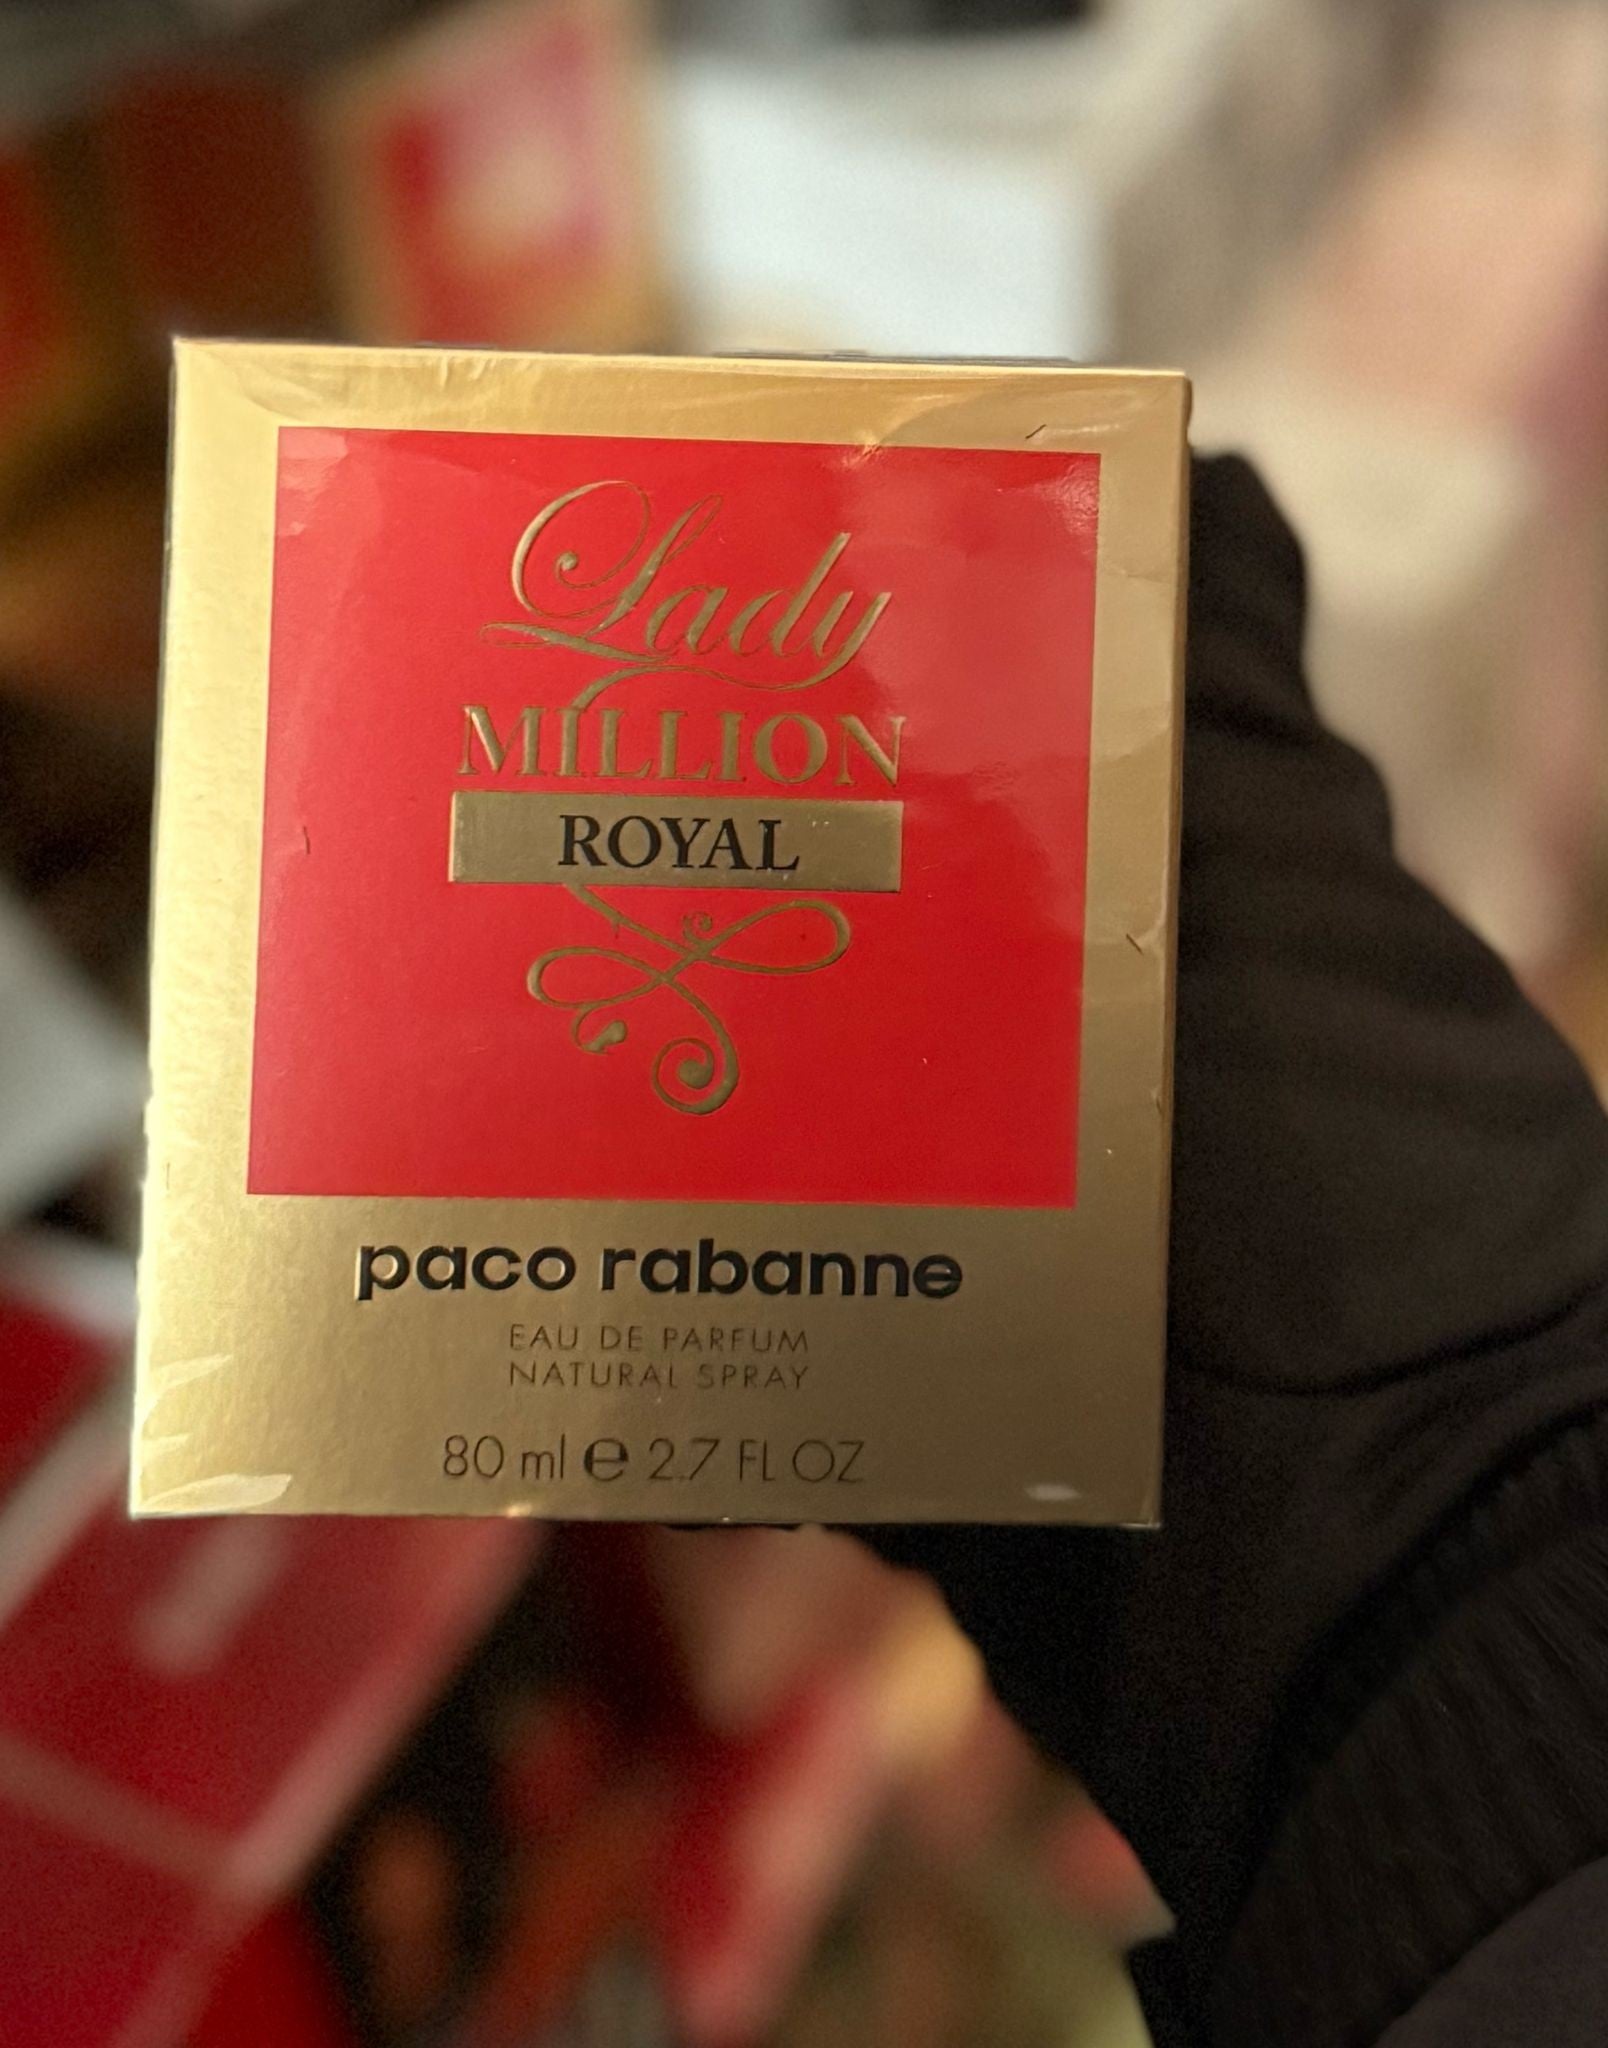 Lady
MILLION
ROYAL
paco rabanne
EAU DE PARFUM
NATURAL SPRAY
80 ml ℮ 2.7 FL OZ